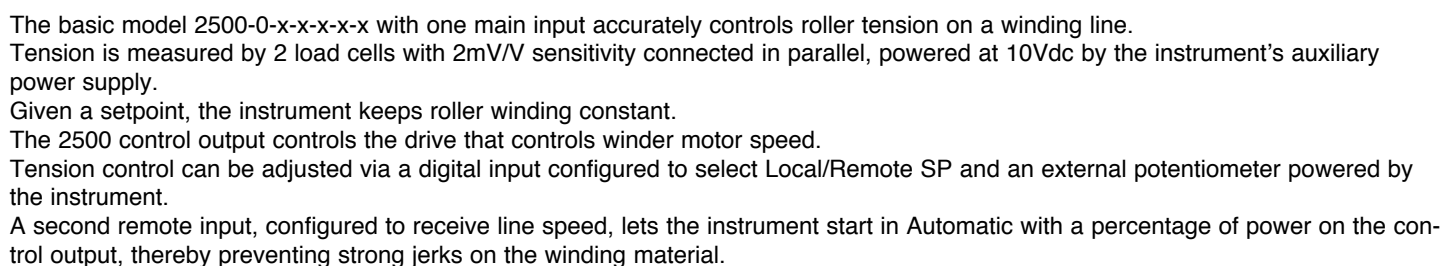 The basic model 2500-0-x-x-x-x-x with one main input accurately controls roller tension on a winding line.
Tension is measured by 2 load cells with 2mV/V sensitivity connected in parallel, powered at 10Vdc by the instrument's auxiliary
power supply.
Given a setpoint, the instrument keeps roller winding constant.
The 2500 control output controls the drive that controls winder motor speed.
Tension control can be adjusted via a digital input configured to select Local/Remote SP and an external potentiometer powered by
the instrument.
A second remote input, configured to receive line speed, lets the instrument start in Automatic with a percentage of power on the con-
trol output, thereby preventing strong jerks on the winding material.